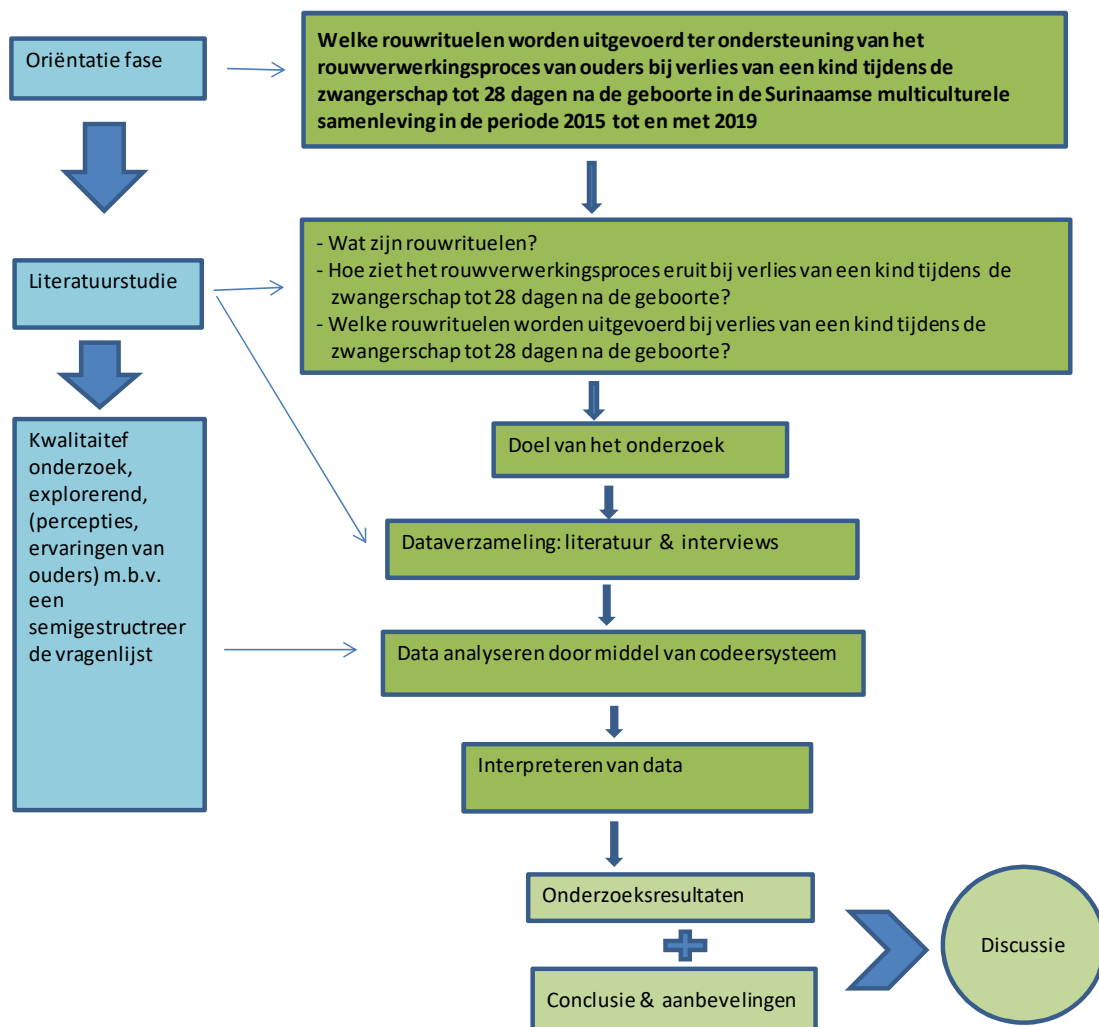 Oriëntatie fase
Welke rouwrituelen worden uitgevoerd ter ondersteuning van het
rouwverwerkingsproces van ouders bij verlies van een kind tijdens de
zwangerschap tot 28 dagen na de geboorte in de Surinaamse multiculturele
samenleving in de periode 2015 tot en met 2019
Literatuurstudie
- Wat zijn rouwrituelen?
- Hoe ziet het rouwverwerkingsproces eruit bij verlies van een kind tijdens de
zwangerschap tot 28 dagen na de geboorte?
- Welke rouwrituelen worden uitgevoerd bij verlies van een kind tijdens de
zwangerschap tot 28 dagen na de geboorte?
Kwalitaitef
onderzoek,
explorerend,
(percepties,
ervaringen van
ouders) m.b.v.
een
semigestructreer
de vragenlijst
Doel van het onderzoek
Dataverzameling: literatuur & interviews
Data analyseren door middel van codeersysteem
Interpreteren van data
Onderzoeksresultaten
Conclusie & aanbevelingen
Discussie